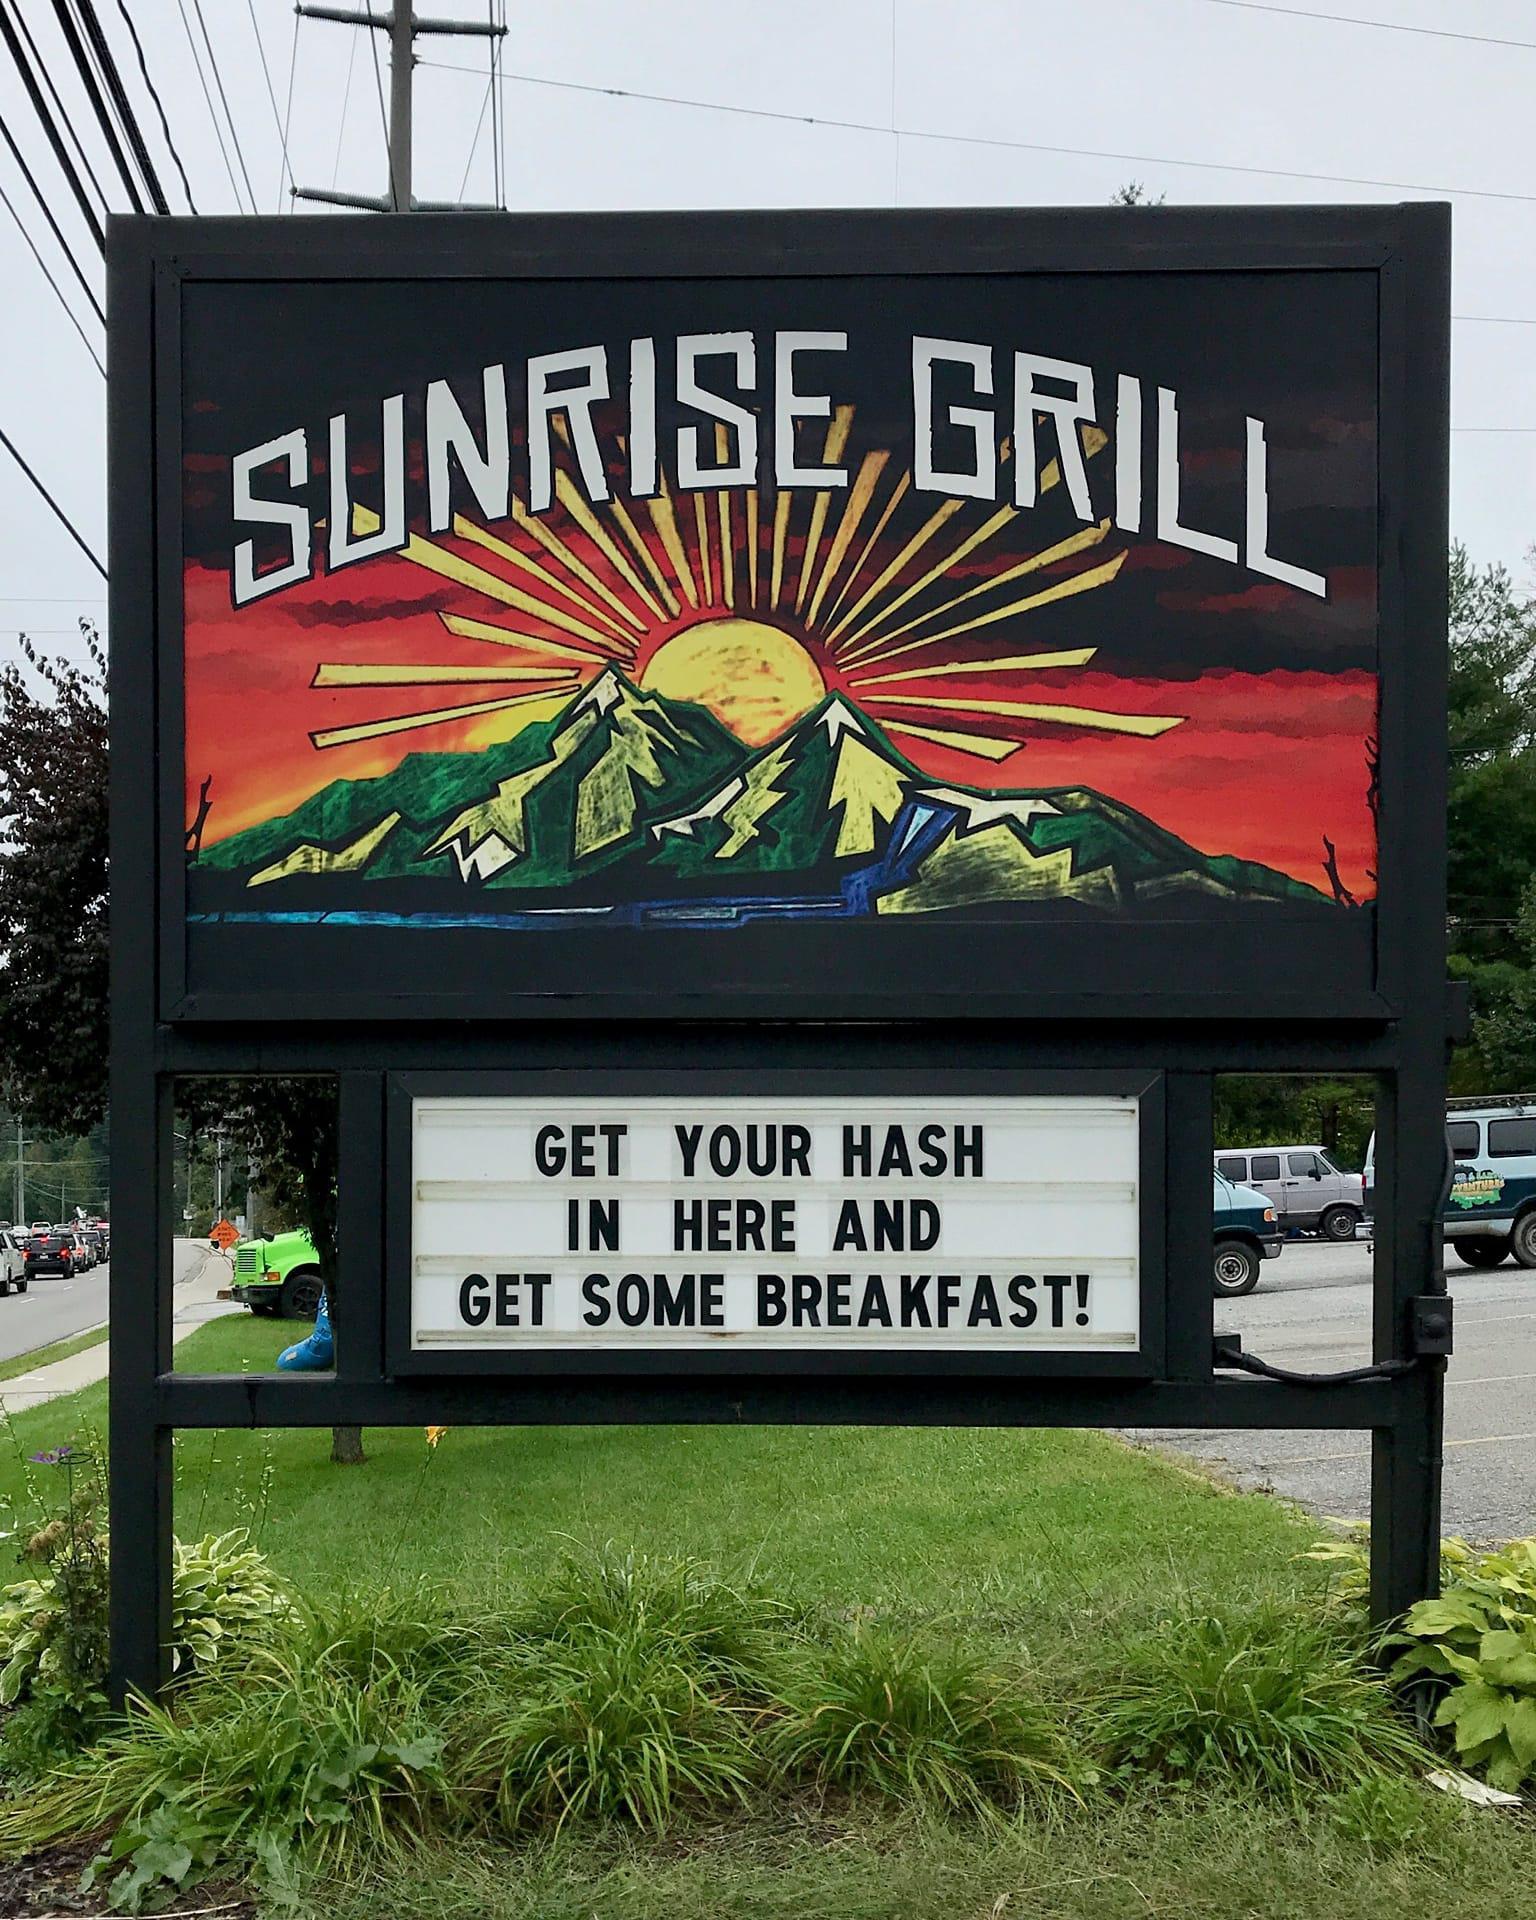 SUNRISE GRILL
GET YOUR HASH
IN HERE AND
GET SOME BREAKFAST!